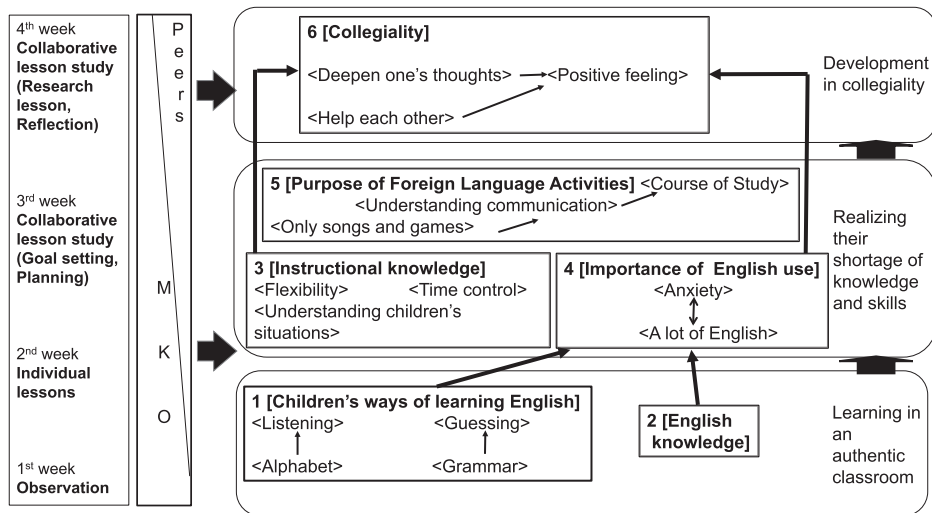 4th week
Collaborative
lesson study
(Research
lesson,
Reflection)
3rd week
Collaborative
lesson study
(Goal setting,
Planning)
2nd week
Individual
lessons
1st week
Observation
P
e
e
r
s
M
K
O
6 [Collegiality]
<Deepen one's thoughts> <Positive feeling>
<Help each other>
Development
in collegiality
5 [Purpose of Foreign Language Activities] <Course of Study>
<Understanding communication>
<Only songs and games>
3 [Instructional knowledge]
<Flexibility> <Time control>
<Understanding children's
situations>
4 [Importance of English use]
<Anxiety>
<A lot of English>
Realizing
their
shortage of
knowledge
and skills
1 [Children's ways of learning English]
<Listening> <Guessing>
<Alphabet> <Grammar>
2 [English
knowledge]
Learning in
an
authentic
classroom